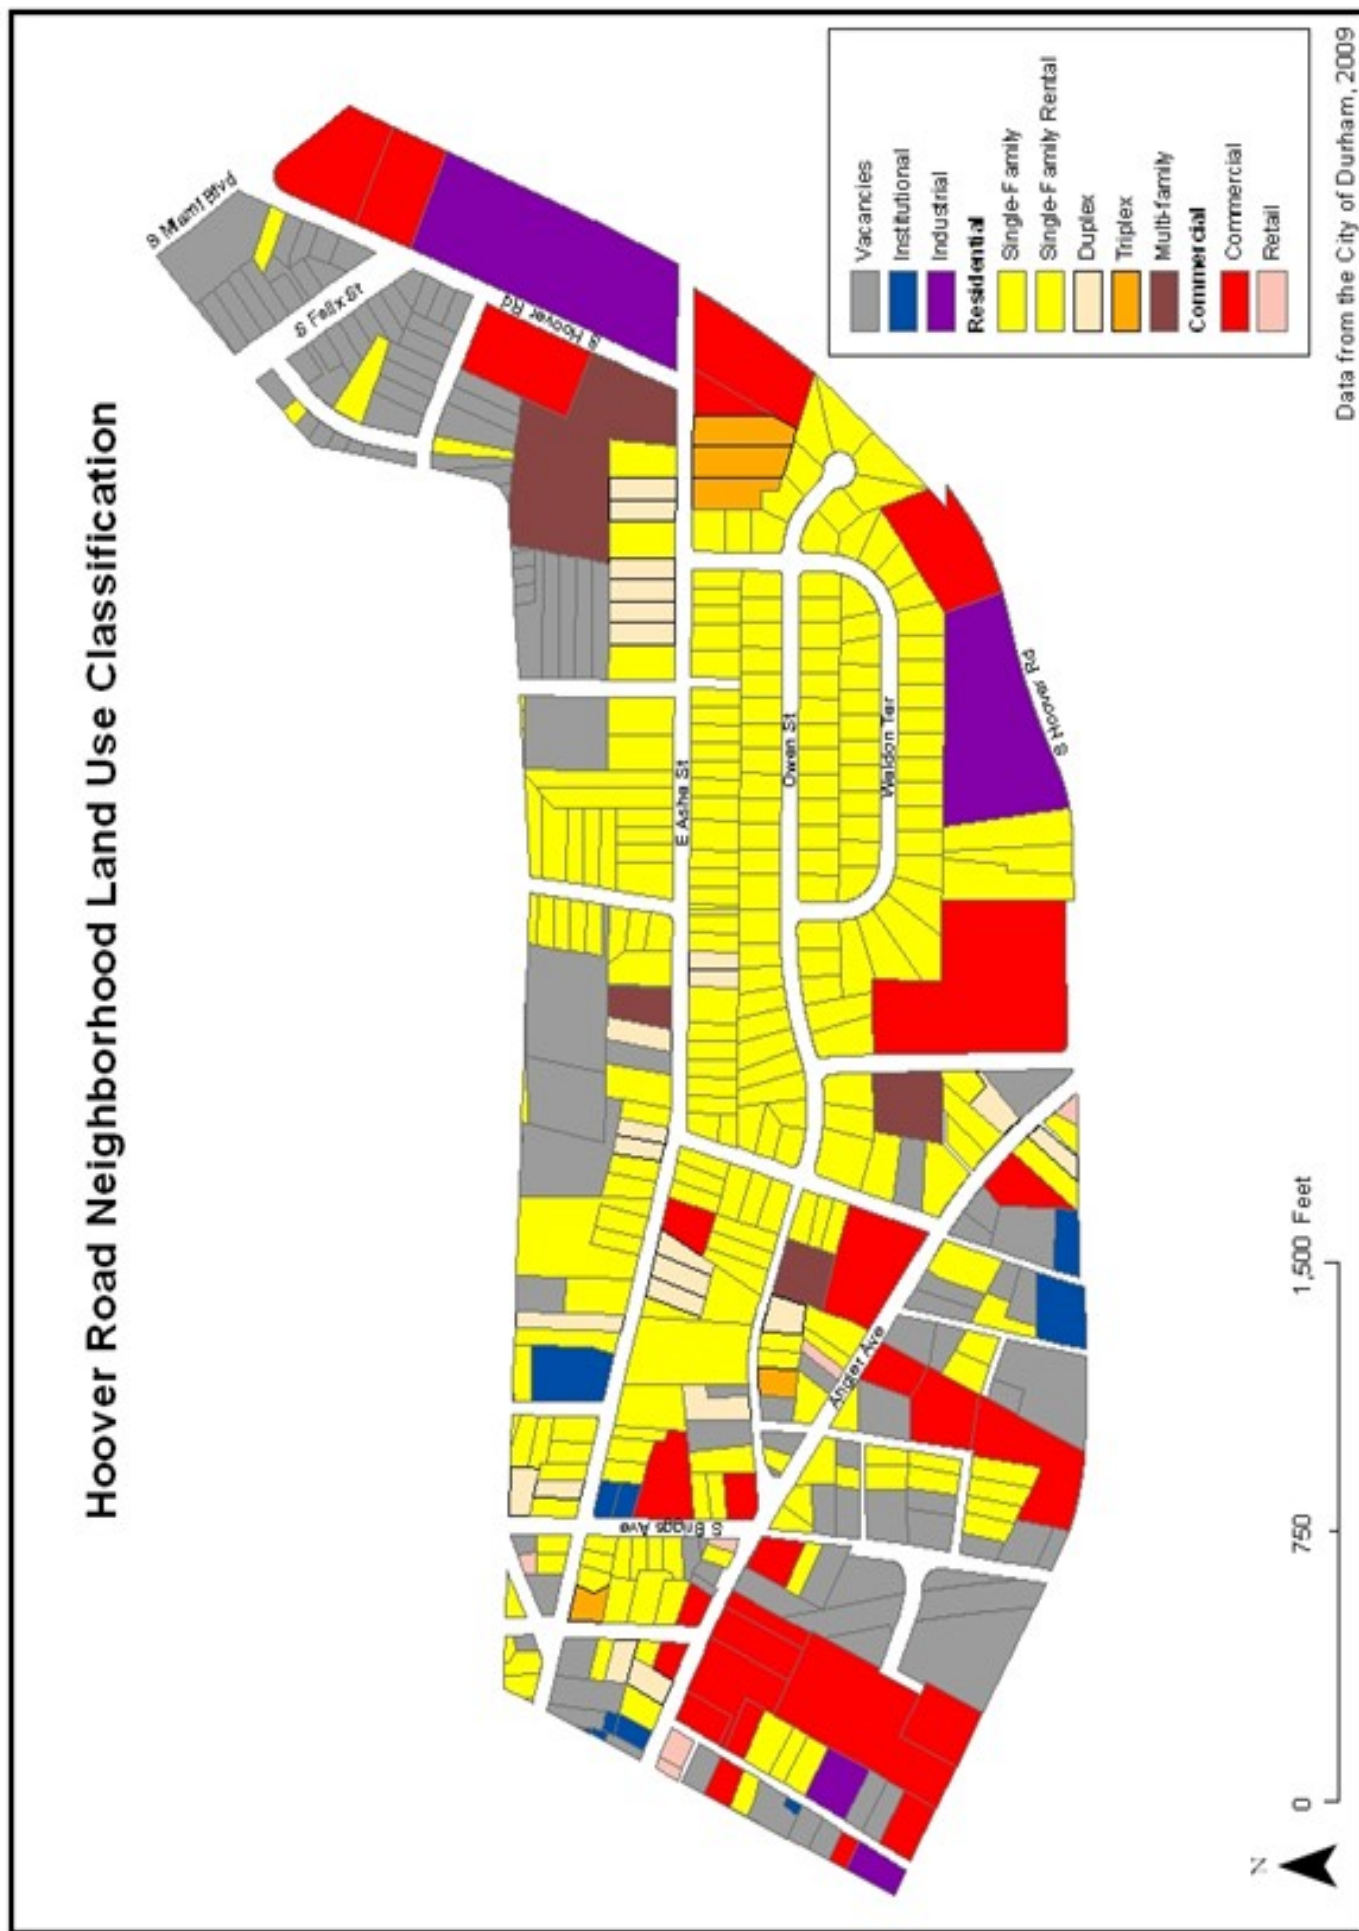 Hoover Road Neighborhood Land Use Classification
S Miami Blvd
S Felix St
S Hoover Rd
E Ashe St
Owen St
Waldon Ter
S Hoover Rd
Angier Ave
S Briggs Ave
Vacancies
Institutional
Industrial
Residential
Single-Family
Single-Family Rental
Duplex
Triplex
Multi-family
Commercial
Commercial
Retail
N
0 750 1,500 Feet
Data from the City of Durham, 2009